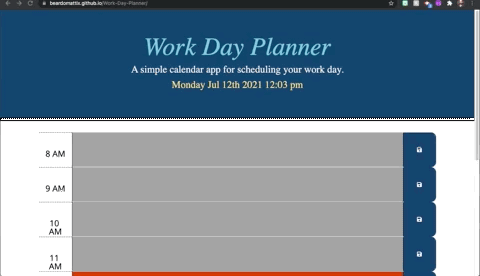 beardomattix.github.io/Work-Day-Planner/
Work Day Planner
A simple calendar app for scheduling your work day.
Monday Jul 12th 2021 12:03 pm
8 AM
9 AM
10
AM
11
AM